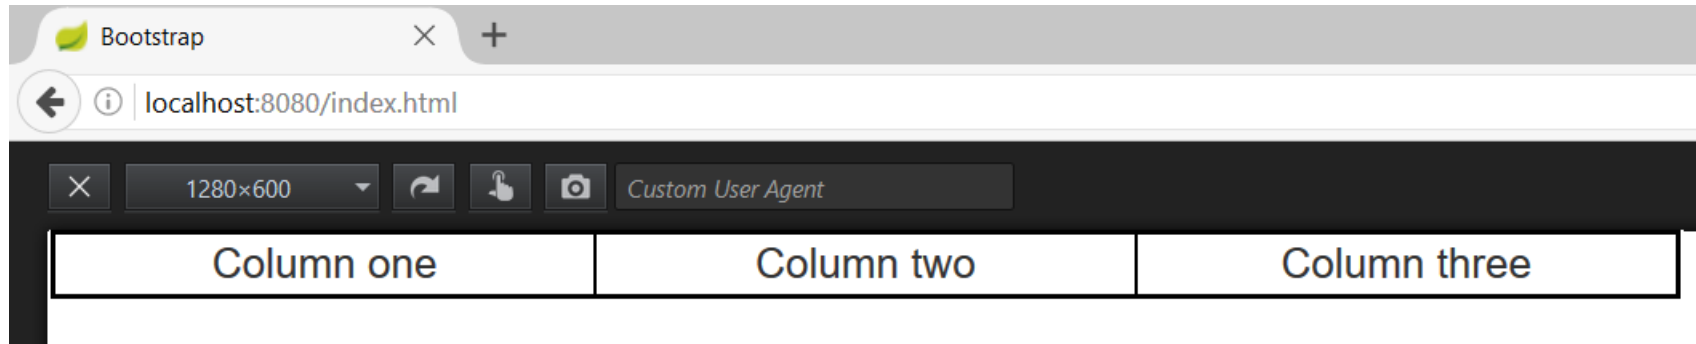 Bootstrap
localhost:8080/index.html
1280×600 Custom User Agent
Column one Column two Column three